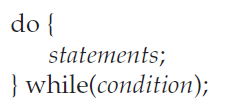 do {
statements;
} while(condition);